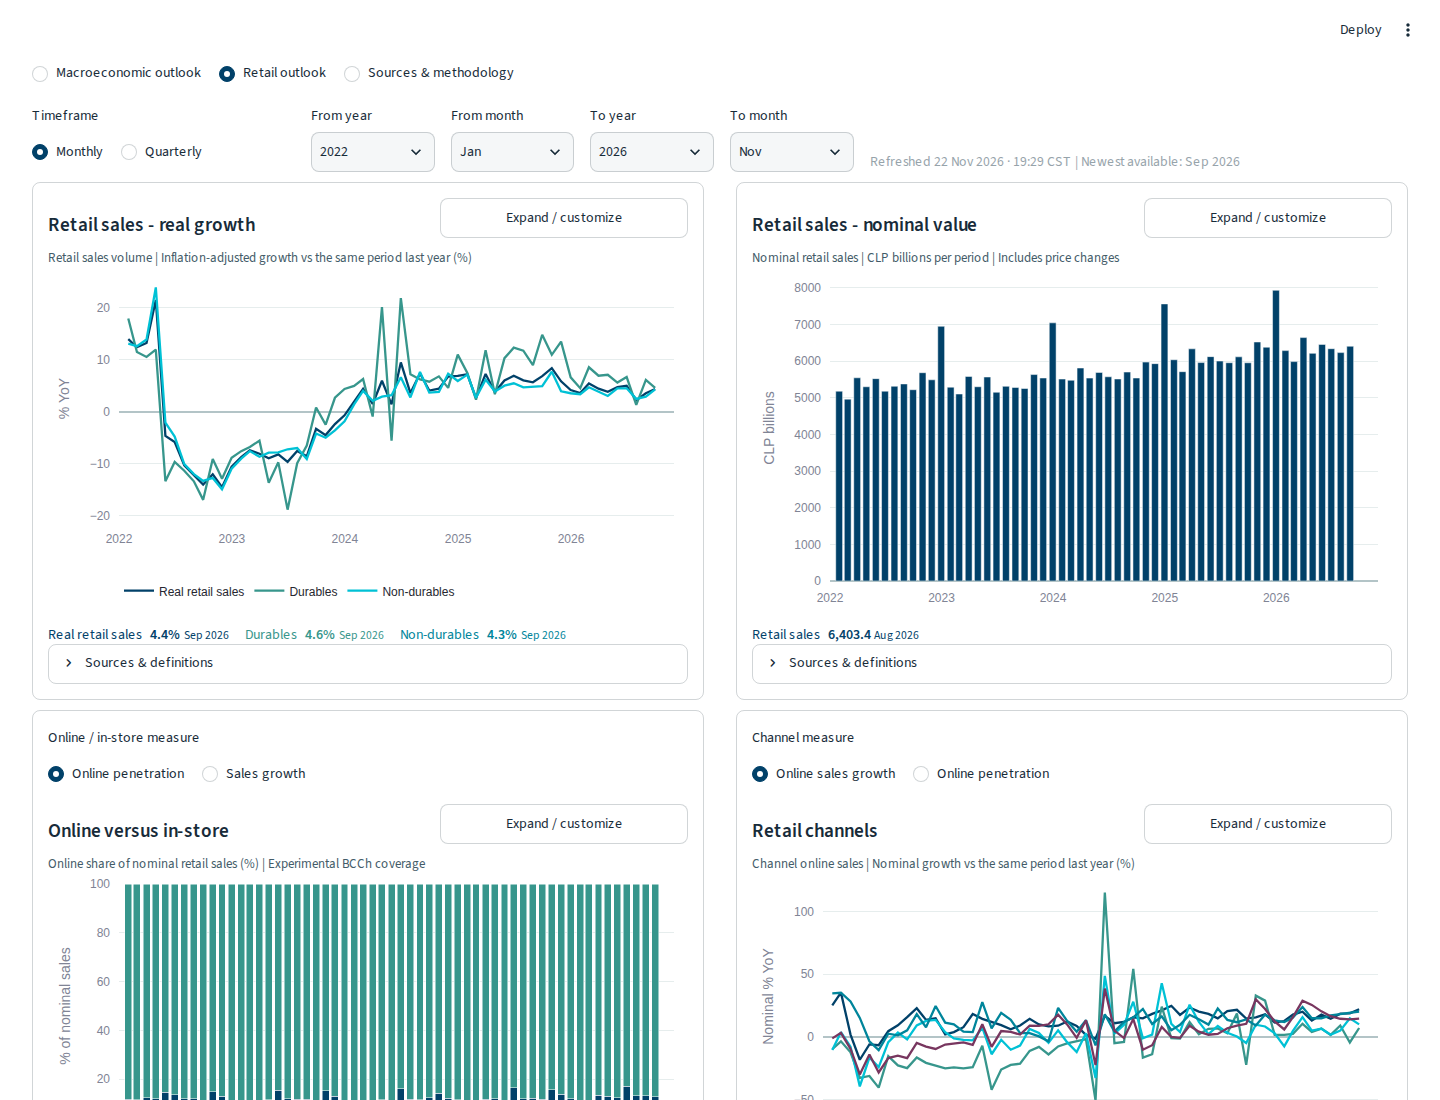 Deploy
Macroeconomic outlook Retail outlook Sources & methodology
Timeframe From year From month To year To month
Monthly Quarterly 2022 Jan 2026 Nov Refreshed 22 Nov 2026 · 19:29 CST | Newest available: Sep 2026
Retail sales - real growth Expand / customize
Retail sales volume | Inflation-adjusted growth vs the same period last year (%)
20
10
0
−10
−20
% YoY
2022 2023 2024 2025 2026
Real retail sales Durables Non-durables
Real retail sales 4.4% Sep 2026 Durables 4.6% Sep 2026 Non-durables 4.3% Sep 2026
Sources & definitions
Retail sales - nominal value Expand / customize
Nominal retail sales | CLP billions per period | Includes price changes
8000
7000
6000
5000
4000
3000
2000
1000
0
CLP billions
2022 2023 2024 2025 2026
Retail sales 6,403.4 Aug 2026
Sources & definitions
Online / in-store measure
Online penetration Sales growth
Online versus in-store Expand / customize
Online share of nominal retail sales (%) | Experimental BCCh coverage
100
80
60
40
20
% of nominal sales
Channel measure
Online sales growth Online penetration
Retail channels Expand / customize
Channel online sales | Nominal growth vs the same period last year (%)
100
50
0
−50
Nominal % YoY